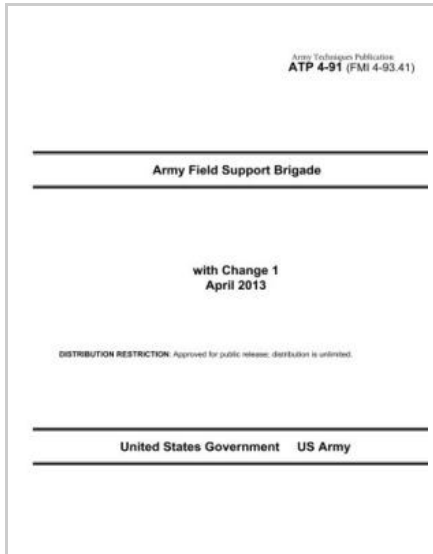 Army Techniques Publication
ATP 4-91 (FMI 4-93.41)
Army Field Support Brigade
with Change 1
April 2013
DISTRIBUTION RESTRICTION: Approved for public release; distribution is unlimited.
United States Government US Army